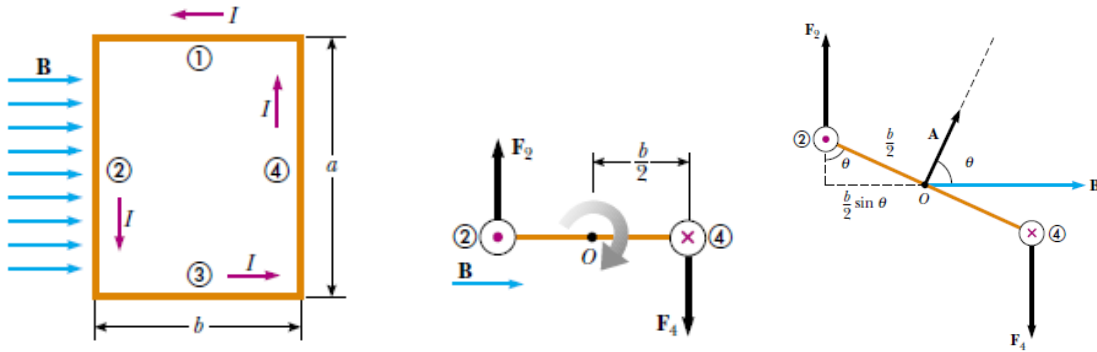 I
①
B
I
②
④
a
I
③
I
b
F₂
b/2
②
④
O
B
F₄
F₂
②
b/2
A
θ
θ
b/2 sin θ
O
B
④
F₄